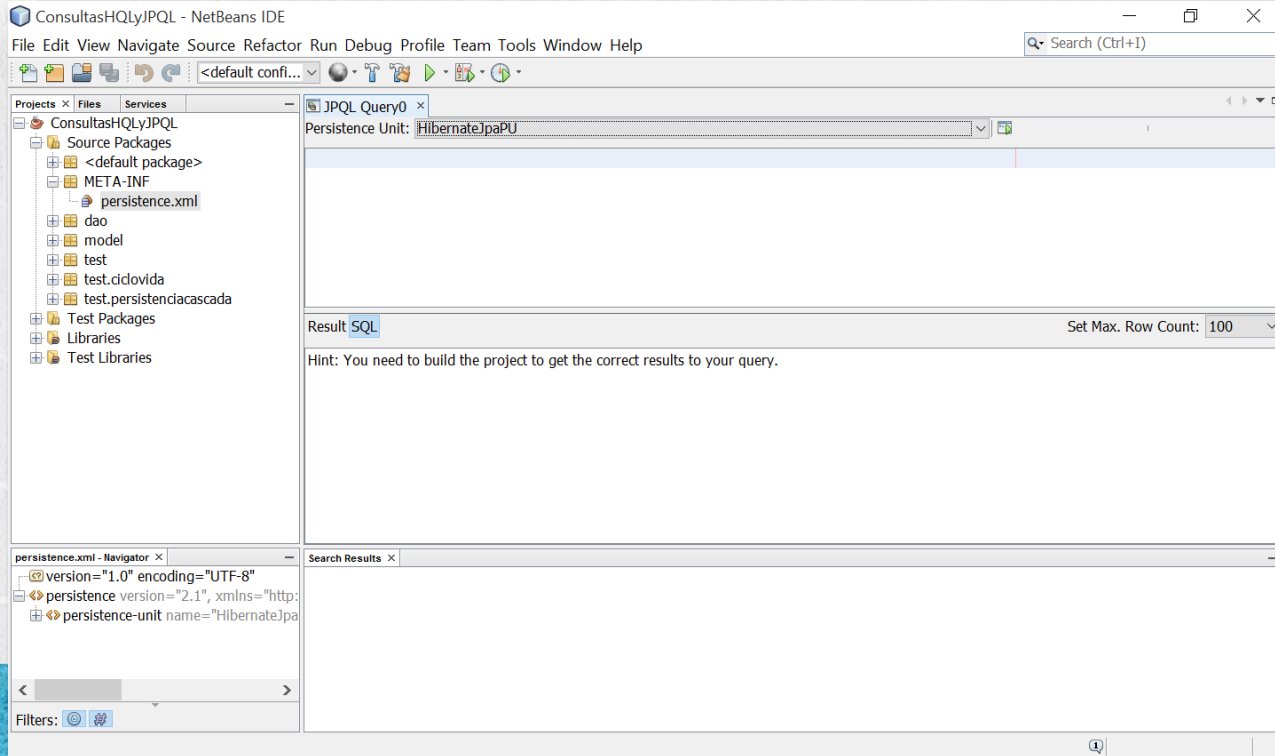 ConsultasHQLyJPQL - NetBeans IDE
File Edit View Navigate Source Refactor Run Debug Profile Team Tools Window Help
Search (Ctrl+I)
<default confi...
Projects Files Services
ConsultasHQLyJPQL
Source Packages
<default package>
META-INF
persistence.xml
dao
model
test
test.ciclovida
test.persistenciacascada
Test Packages
Libraries
Test Libraries
JPQL Query0
Persistence Unit: HibernateJpaPU
Result SQL
Set Max. Row Count: 100
Hint: You need to build the project to get the correct results to your query.
persistence.xml - Navigator
version="1.0" encoding="UTF-8"
persistence version="2.1", xmlns="http:
persistence-unit name="HibernateJpa
Filters:
Search Results